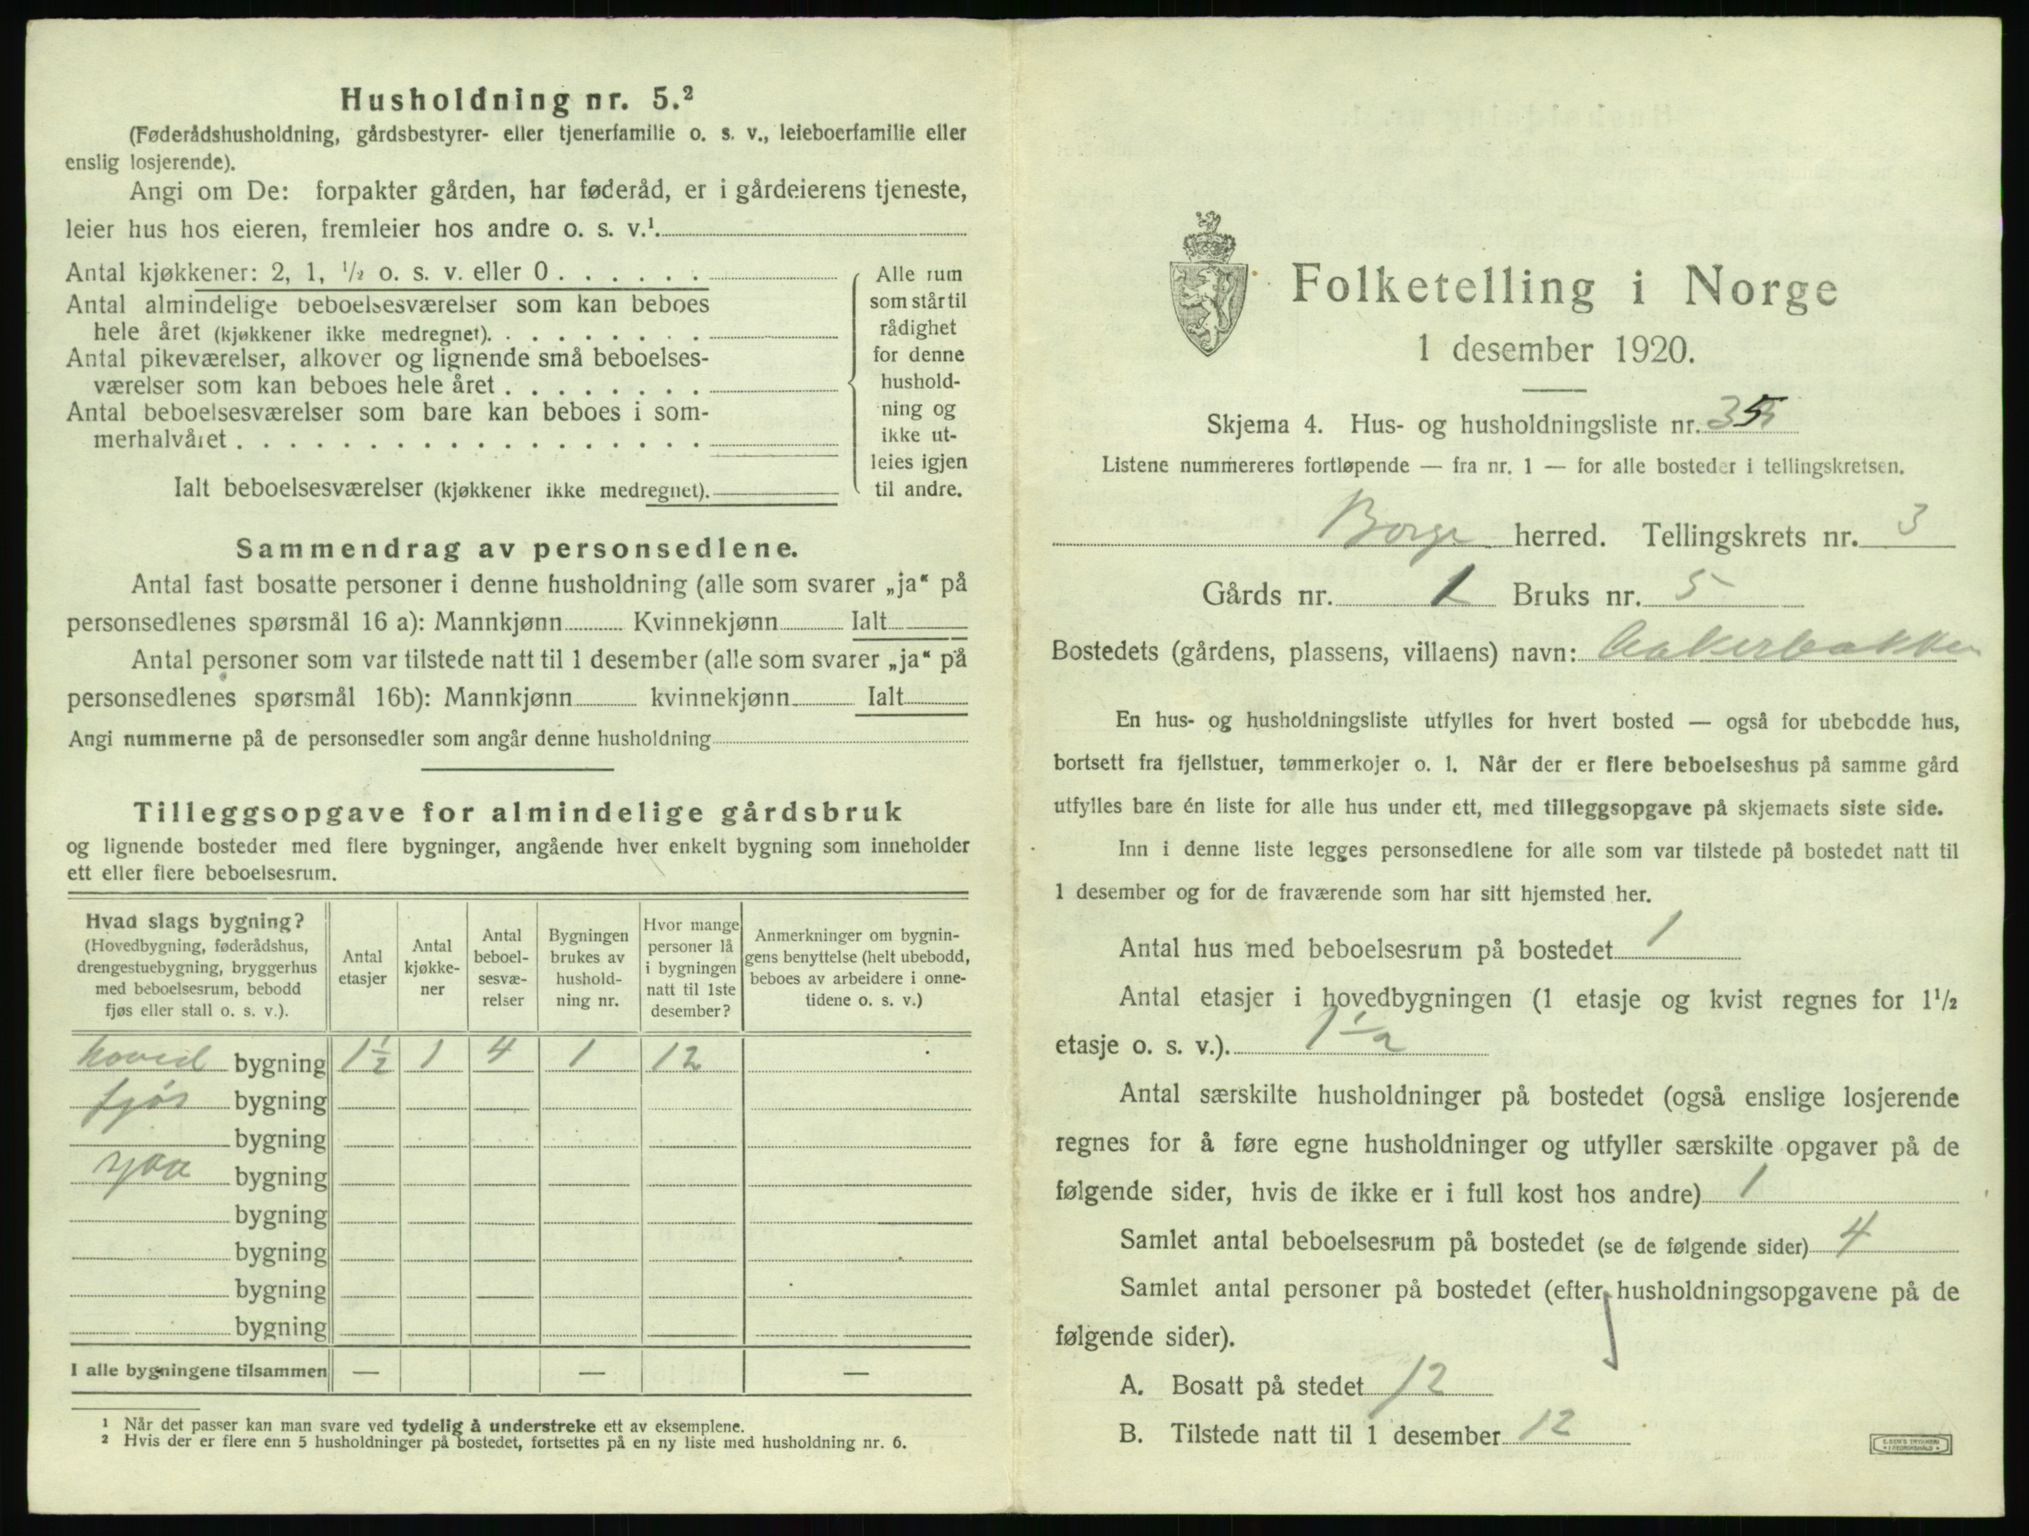 Husholdning nr. 5.²
(Føderådshusholdning, gårdsbestyrer- eller tjenerfamilie o. s. v., leieboerfamilie eller
enslig losjerende).
Angi om De: forpakter gården, har føderåd, er i gårdeierens tjeneste,
leier hus hos eieren, fremleier hos andre o. s. v.¹
Antal kjøkkener: 2, 1, ½ o. s. v. eller 0 . . . . . .
Antal almindelige beboelsesværelser som kan beboes
hele året (kjøkkener ikke medregnet). . . . . . . . .
Antal pikeværelser, alkover og lignende små beboelses-
værelser som kan beboes hele året . . . . . . . .
Antal beboelsesværelser som bare kan beboes i som-
merhalvåret . . . . . . . . . . . . . . . . . .
Ialt beboelsesværelser (kjøkkener ikke medregnet).
Alle rum
som står til
rådighet
for denne
hushold-
ning og
ikke ut-
leies igjen
til andre.
Sammendrag av personsedlene.
Antal fast bosatte personer i denne husholdning (alle som svarer „ja“ på
personsedlenes spørsmål 16 a): Mannkjønn Kvinnekjønn Ialt
Antal personer som var tilstede natt til 1 desember (alle som svarer „ja“ på
personsedlenes spørsmål 16b): Mannkjønn kvinnekjønn Ialt
Angi nummerne på de personsedler som angår denne husholdning
Tilleggsopgave for almindelige gårdsbruk
og lignende bosteder med flere bygninger, angående hver enkelt bygning som inneholder
ett eller flere beboelsesrum.
Hvad slags bygning?
(Hovedbygning, føderådshus,
drengestuebygning, bryggerhus
med beboelsesrum, bebodd
fjøs eller stall o. s. v.).
Antal
etasjer
Antal
kjøkke-
ner
Antal
beboel-
sesvæ-
relser
Bygningen
brukes av
hushold-
ning nr.
Hvor mange
personer lå
i bygningen
natt til 1ste
desember?
Anmerkninger om bygnin-
gens benyttelse (helt ubebodd,
beboes av arbeidere i onne-
tidene o. s. v.)
hoved bygning 1½ 1 4 1 12
fjøs bygning
bygning
bygning
bygning
bygning
bygning
bygning
I alle bygningene tilsammen — — —
¹ Når det passer kan man svare ved tydelig å understreke ett av eksemplene.
² Hvis der er flere enn 5 husholdninger på bostedet, fortsettes på en ny liste med husholdning nr. 6.
Folketelling i Norge
1 desember 1920.
Skjema 4. Hus- og husholdningsliste nr.
Listene nummereres fortløpende — fra nr. 1 — for alle bosteder i tellingskretsen.
Borge herred. Tellingskrets nr. 3
Gårds nr. 1 Bruks nr. 5
Bostedets (gårdens, plassens, villaens) navn: Aakerbakken
En hus- og husholdningsliste utfylles for hvert bosted — også for ubebodde hus,
bortsett fra fjellstuer, tømmerkojer o. l. Når der er flere beboelseshus på samme gård
utfylles bare én liste for alle hus under ett, med tilleggsopgave på skjemaets siste side.
Inn i denne liste legges personsedlene for alle som var tilstede på bostedet natt til
1 desember og for de fraværende som har sitt hjemsted her.
Antal hus med beboelsesrum på bostedet 1
Antal etasjer i hovedbygningen (1 etasje og kvist regnes for 1½
etasje o. s. v.). 1½
Antal særskilte husholdninger på bostedet (også enslige losjerende
regnes for å føre egne husholdninger og utfyller særskilte opgaver på de
følgende sider, hvis de ikke er i full kost hos andre) 1
Samlet antal beboelsesrum på bostedet (se de følgende sider) 4
Samlet antal personer på bostedet (efter husholdningsopgavene på de
følgende sider).
A. Bosatt på stedet 12
B. Tilstede natt til 1 desember 12